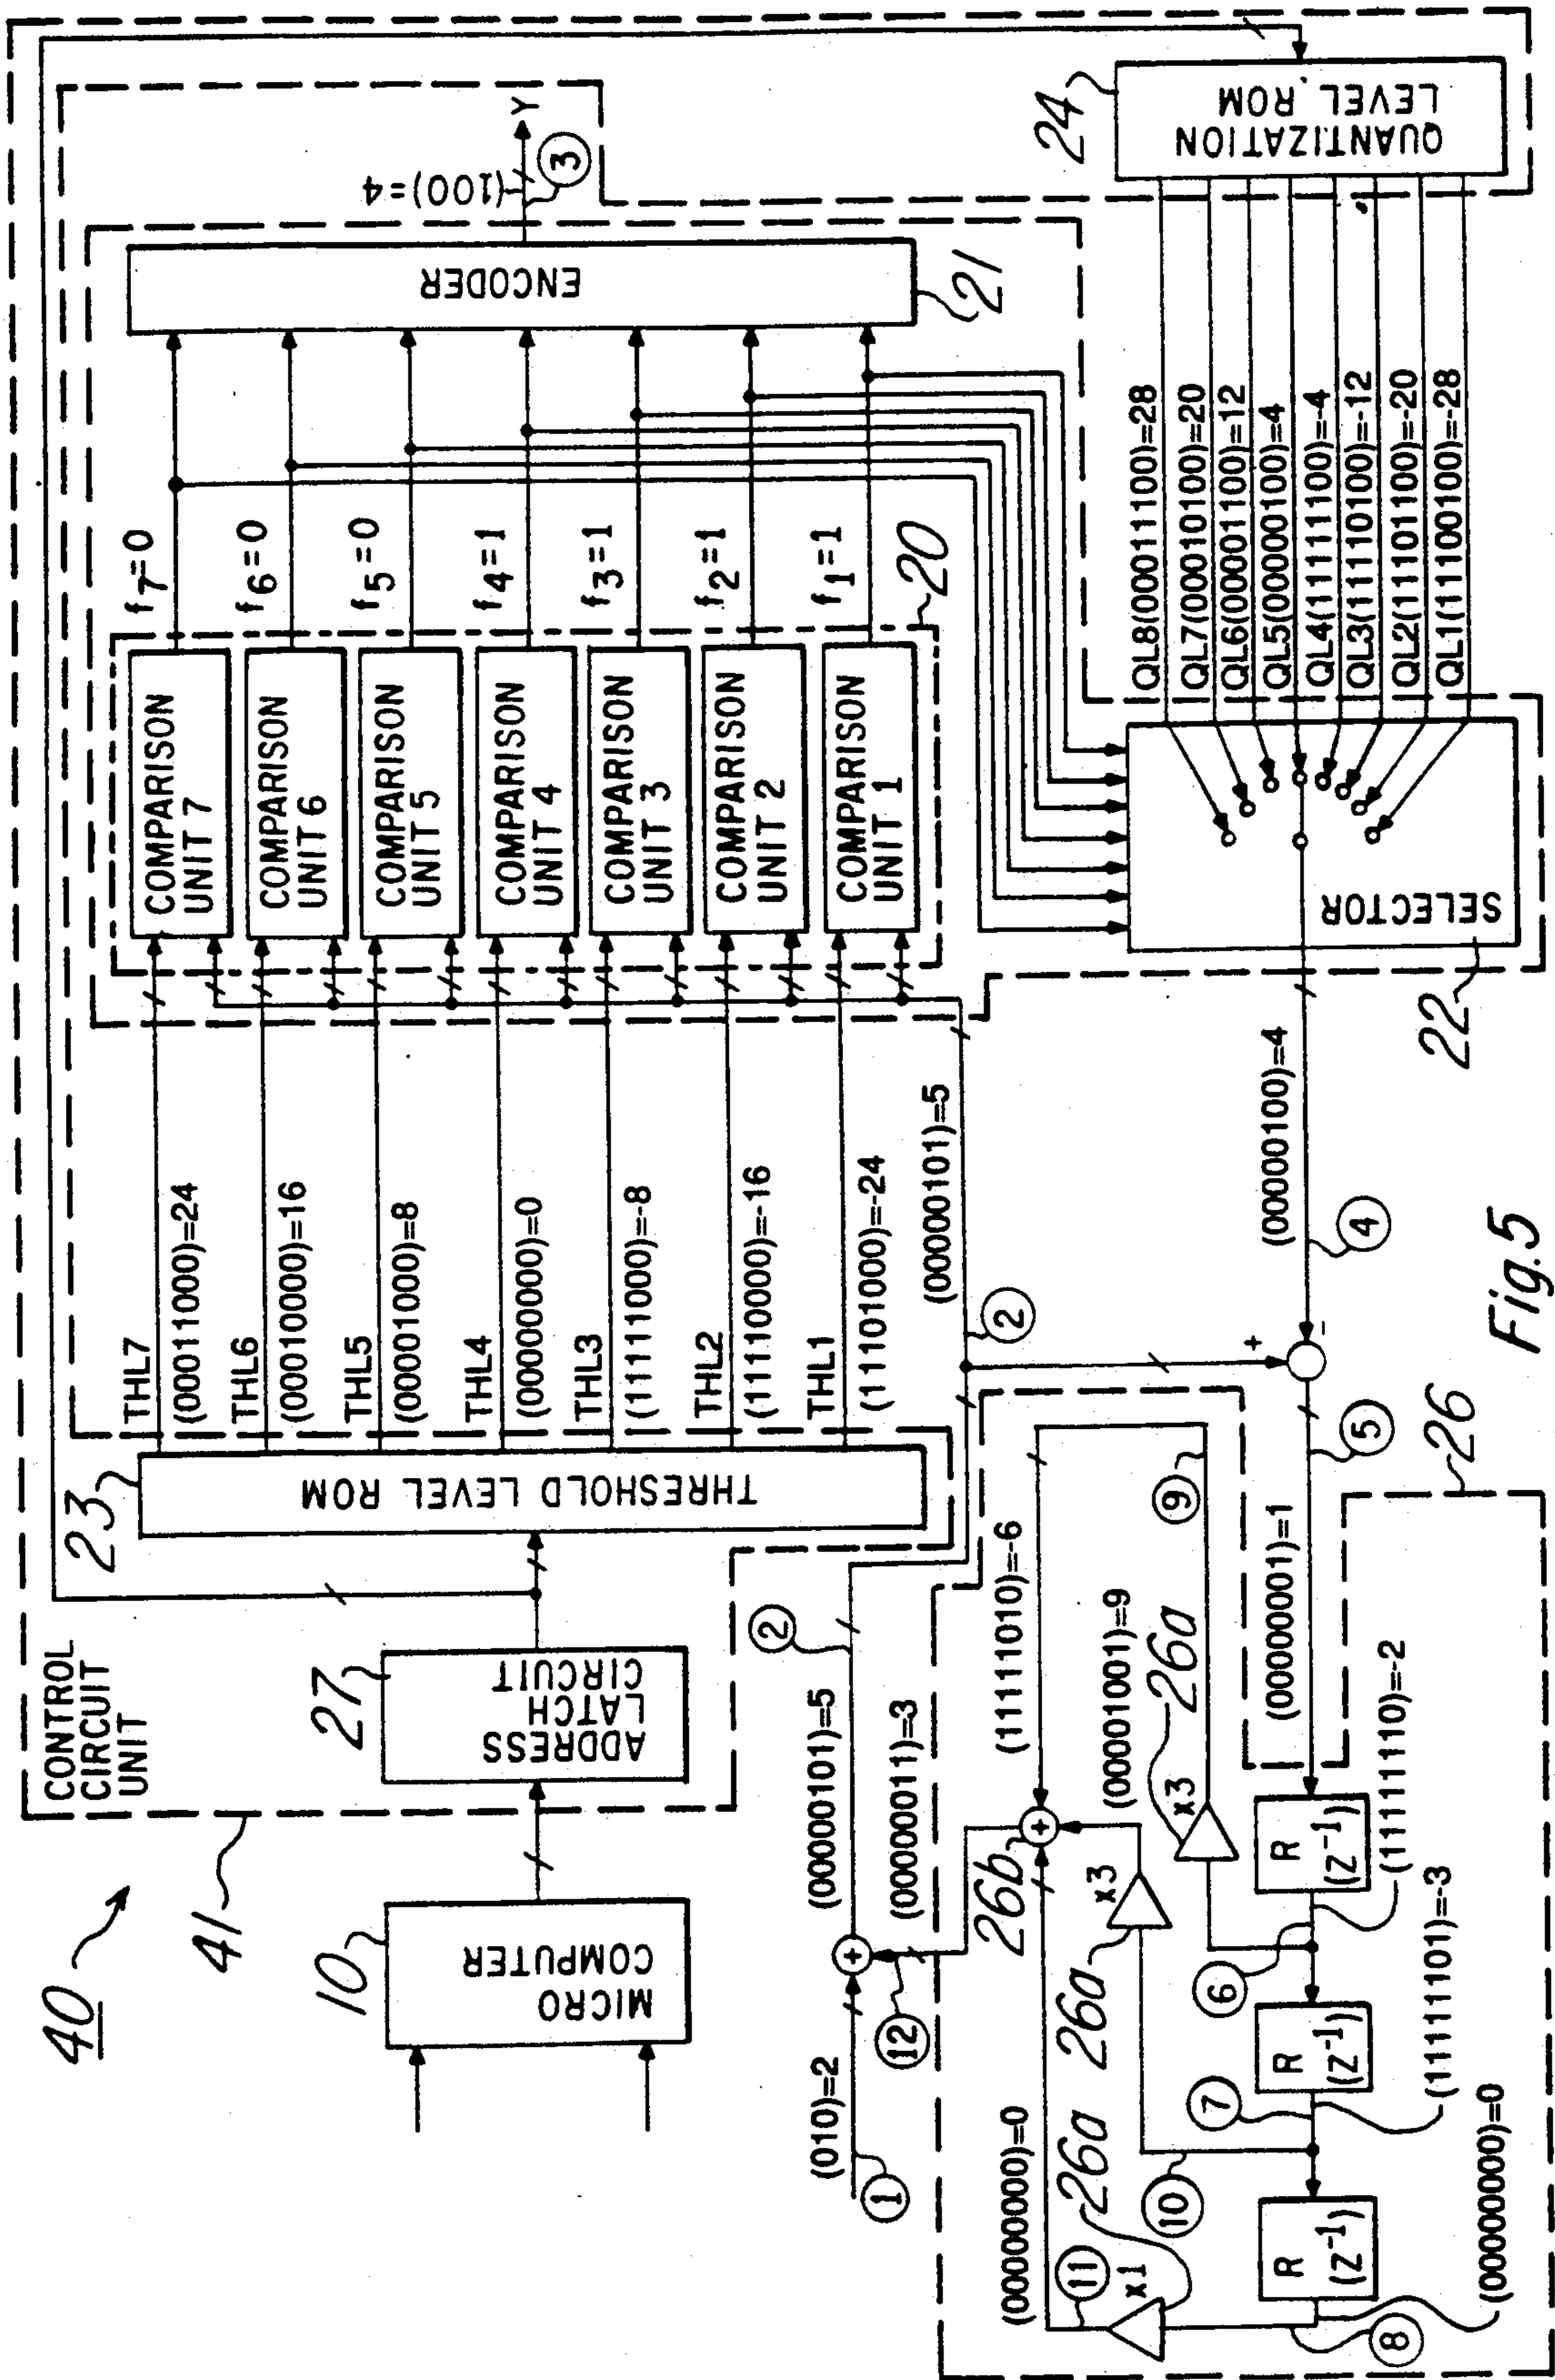 40
CONTROL
CIRCUIT
UNIT
41
10
MICRO
COMPUTER
27
ADDRESS
LATCH
CIRCUIT
23
THRESHOLD LEVEL ROM
THL7
(00011000)=24
THL6
(00010000)=16
THL5
(00001000)=8
THL4
(00000000)=0
THL3
(11111000)=-8
THL2
(11110000)=-16
THL1
(11101000)=-24
COMPARISON
UNIT 7
COMPARISON
UNIT 6
COMPARISON
UNIT 5
COMPARISON
UNIT 4
COMPARISON
UNIT 3
COMPARISON
UNIT 2
COMPARISON
UNIT 1
f7=0
f6=0
f5=0
f4=1
f3=1
f2=1
f1=1
20
ENCODER
21
(100)=4
3
Y
(010)=2
1
+
12
(00000011)=3
(00000101)=5
2
2
(00000101)=5
+
-
(00000100)=4
4
22
SELECTOR
QL8(00011100)=28
QL7(00010100)=20
QL6(00001100)=12
QL5(00000100)=4
QL4(11111100)=-4
QL3(11110100)=-12
QL2(11101100)=-20
QL1(11100100)=-28
24
QUANTIZATION
LEVEL ROM
(00000000)=0
11
x1
26a
10
26a
x3
26b
+
(11111010)=-6
(00001001)=9
26a
x3
9
(00000001)=1
5
26
R
(Z-1)
6
(11111110)=-2
R
(Z-1)
7
(11111101)=-3
R
(Z-1)
8
(00000000)=0
Fig.5